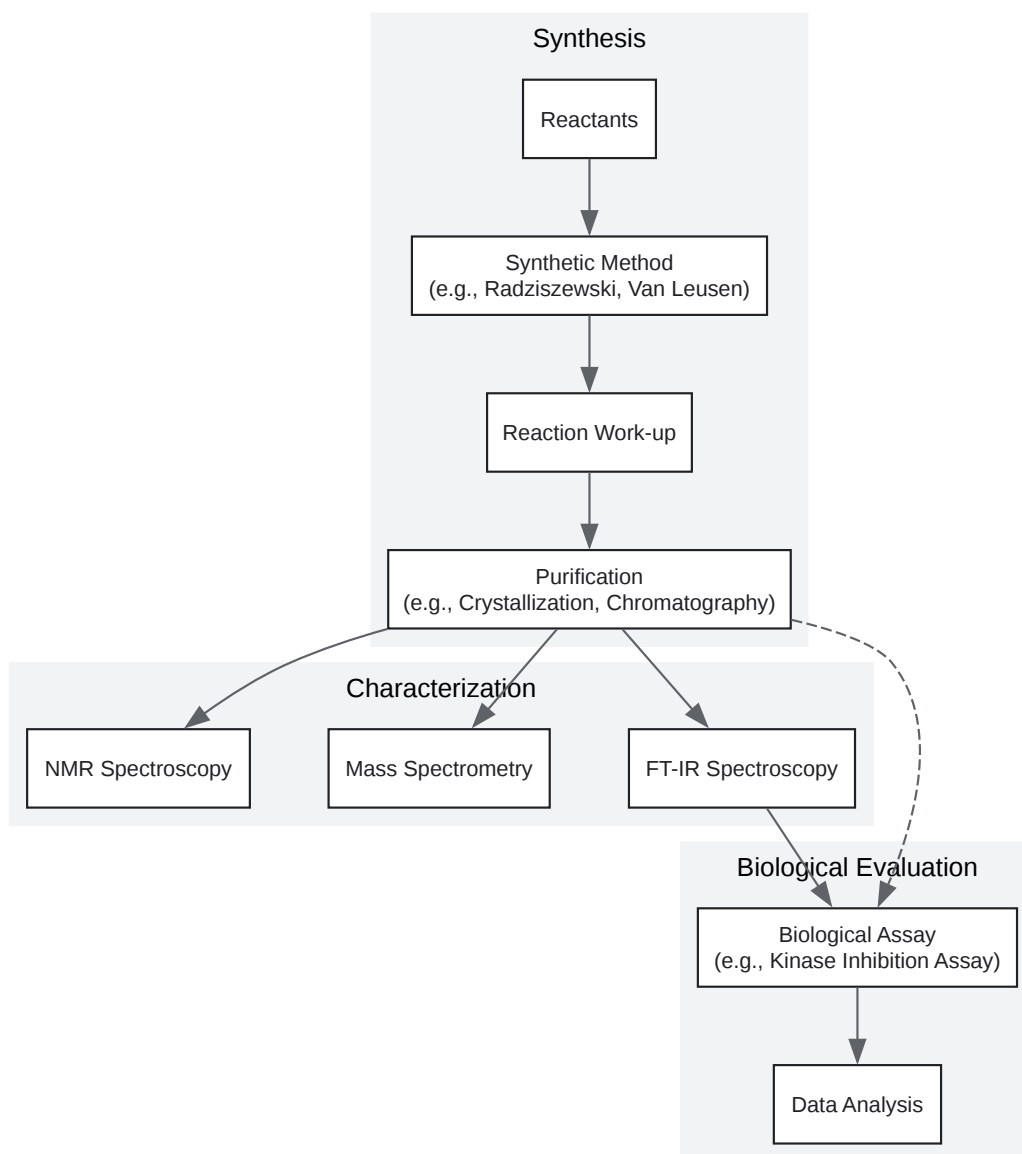 Synthesis
Reactants
Synthetic Method
(e.g., Radziszewski, Van Leusen)
Reaction Work-up
Purification
(e.g., Crystallization, Chromatography)
Characterization
NMR Spectroscopy
Mass Spectrometry
FT-IR Spectroscopy
Biological Evaluation
Biological Assay
(e.g., Kinase Inhibition Assay)
Data Analysis